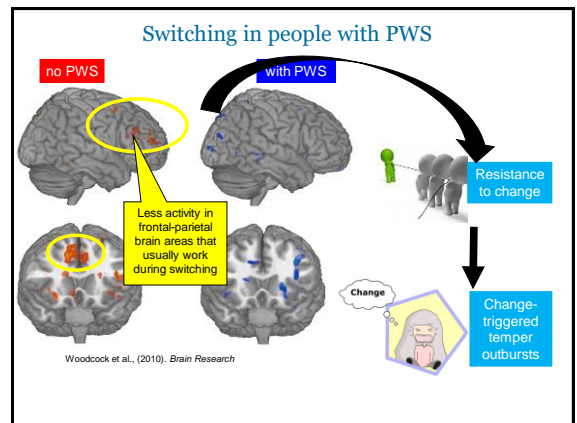 Switching in people with PWS
no PWS
with PWS
Less activity in
frontal-parietal
brain areas that
usually work
during switching
Resistance
to change
Change
Change-
triggered
temper
outbursts
Woodcock et al., (2010). Brain Research